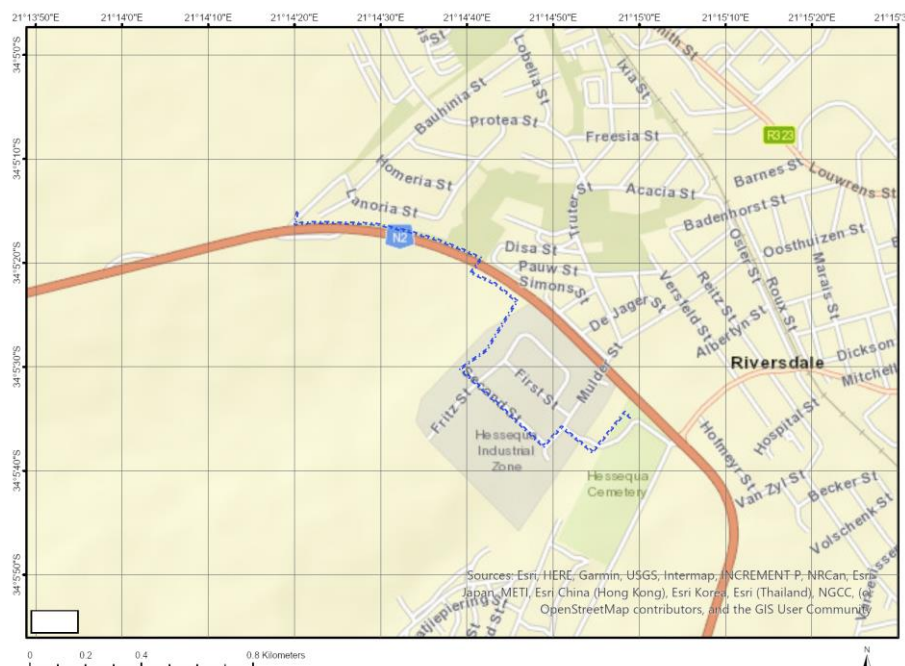 21°13'50"E 21°14'0"E 21°14'10"E 21°14'20"E 21°14'30"E 21°14'40"E 21°14'50"E 21°15'0"E 21°15'10"E 21°15'20"E
34°5'0"S
34°5'10"S
34°5'20"S
34°5'30"S
34°5'40"S
34°5'50"S
Smith St
Lobelia St
Ixia St
Bauhinia St
Protea St
Freesia St
R323
Barnes St
Louwrens St
Homeria St
Acacia St
Lanoria St
Truter St
Badenhorst St
N2
Disa St
Pauw St
Simons St
Osler St
Oosthuizen St
Versfeld St
Reitz St
Roux St
Marais St
De Jager St
Albertyn St
Riversdale
Dickson
Mitchell
Mulder St
First St
Second St
Fritz St
Hessequa
Industrial
Zone
Hospital St
Hofmeyr St
Hessequa
Cemetery
Van Zyl St
Becker St
Volschenk St
Sources: Esri, HERE, Garmin, USGS, Intermap, INCREMENT P, NRCan, Esri
Japan, METI, Esri China (Hong Kong), Esri Korea, Esri (Thailand), NGCC, (c)
OpenStreetMap contributors, and the GIS User Community
0 0.2 0.4 0.8 Kilometers
N